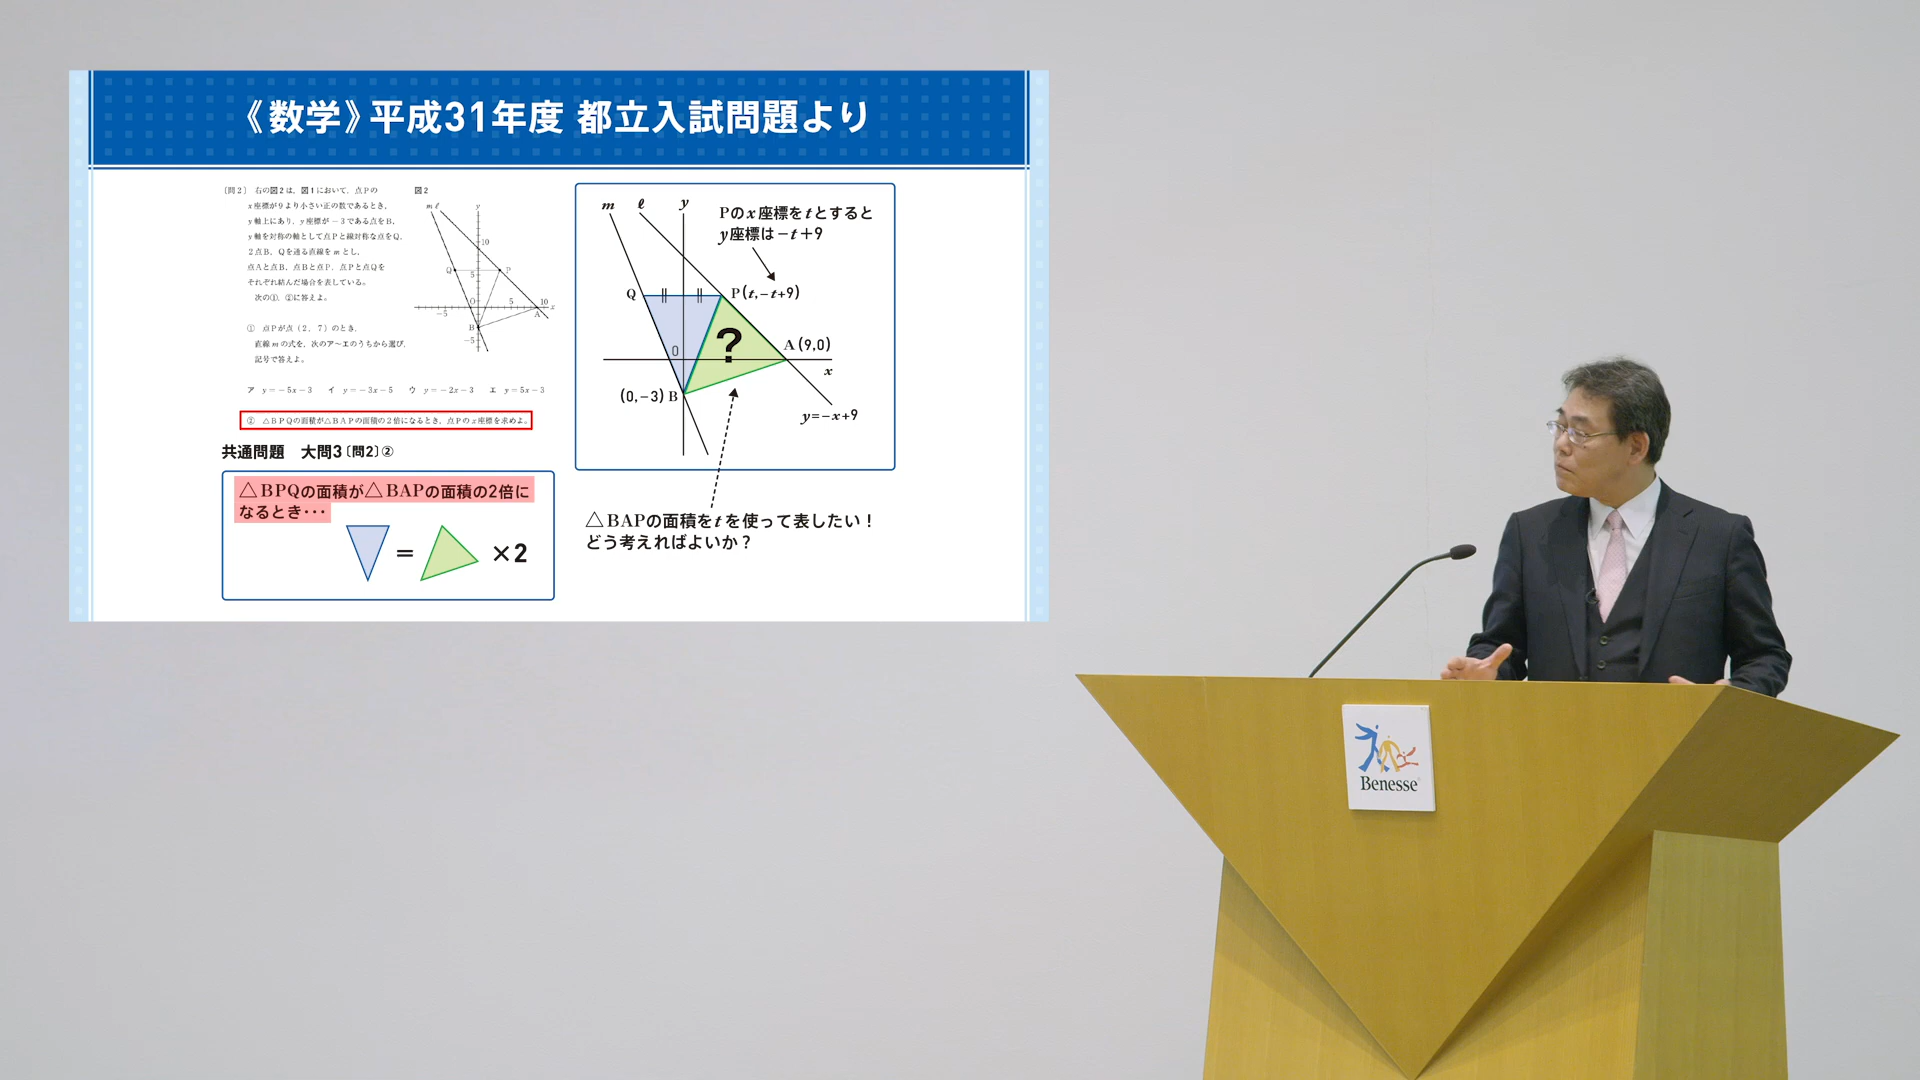 《数学》平成31年度 都立入試問題より
〔問2〕 右の図2は、図1において、点Pの
x座標が9より小さい正の数であるとき、
y軸上にあり、y座標が－3である点をB、
y軸を対称の軸として点Pと線対称な点をQ、
2点B、Qを通る直線をmとし、
点Aと点B、点Bと点P、点Pと点Qを
それぞれ結んだ場合を表している。
次の①、②に答えよ。
① 点Pが点（2，7）のとき、
直線mの式を、次のア～エのうちから選び、
記号で答えよ。
ア y＝－5x－3 イ y＝－3x－5 ウ y＝－2x－3 エ y＝5x－3
② △BPQの面積が△BAPの面積の2倍になるとき、点Pのx座標を求めよ。
図2
m ℓ y
10
Q 5 P
O 5 10 x
－5 A
B
－5
共通問題 大問3〔問2〕②
△BPQの面積が△BAPの面積の2倍に
なるとき･･･
＝ ×2
m ℓ y
Pのx座標をtとすると
y座標は－t＋9
Q P(t,－t+9)
?
O A(9,0)
x
(0,－3) B
y=－x+9
△BAPの面積をtを使って表したい！
どう考えればよいか？
Benesse